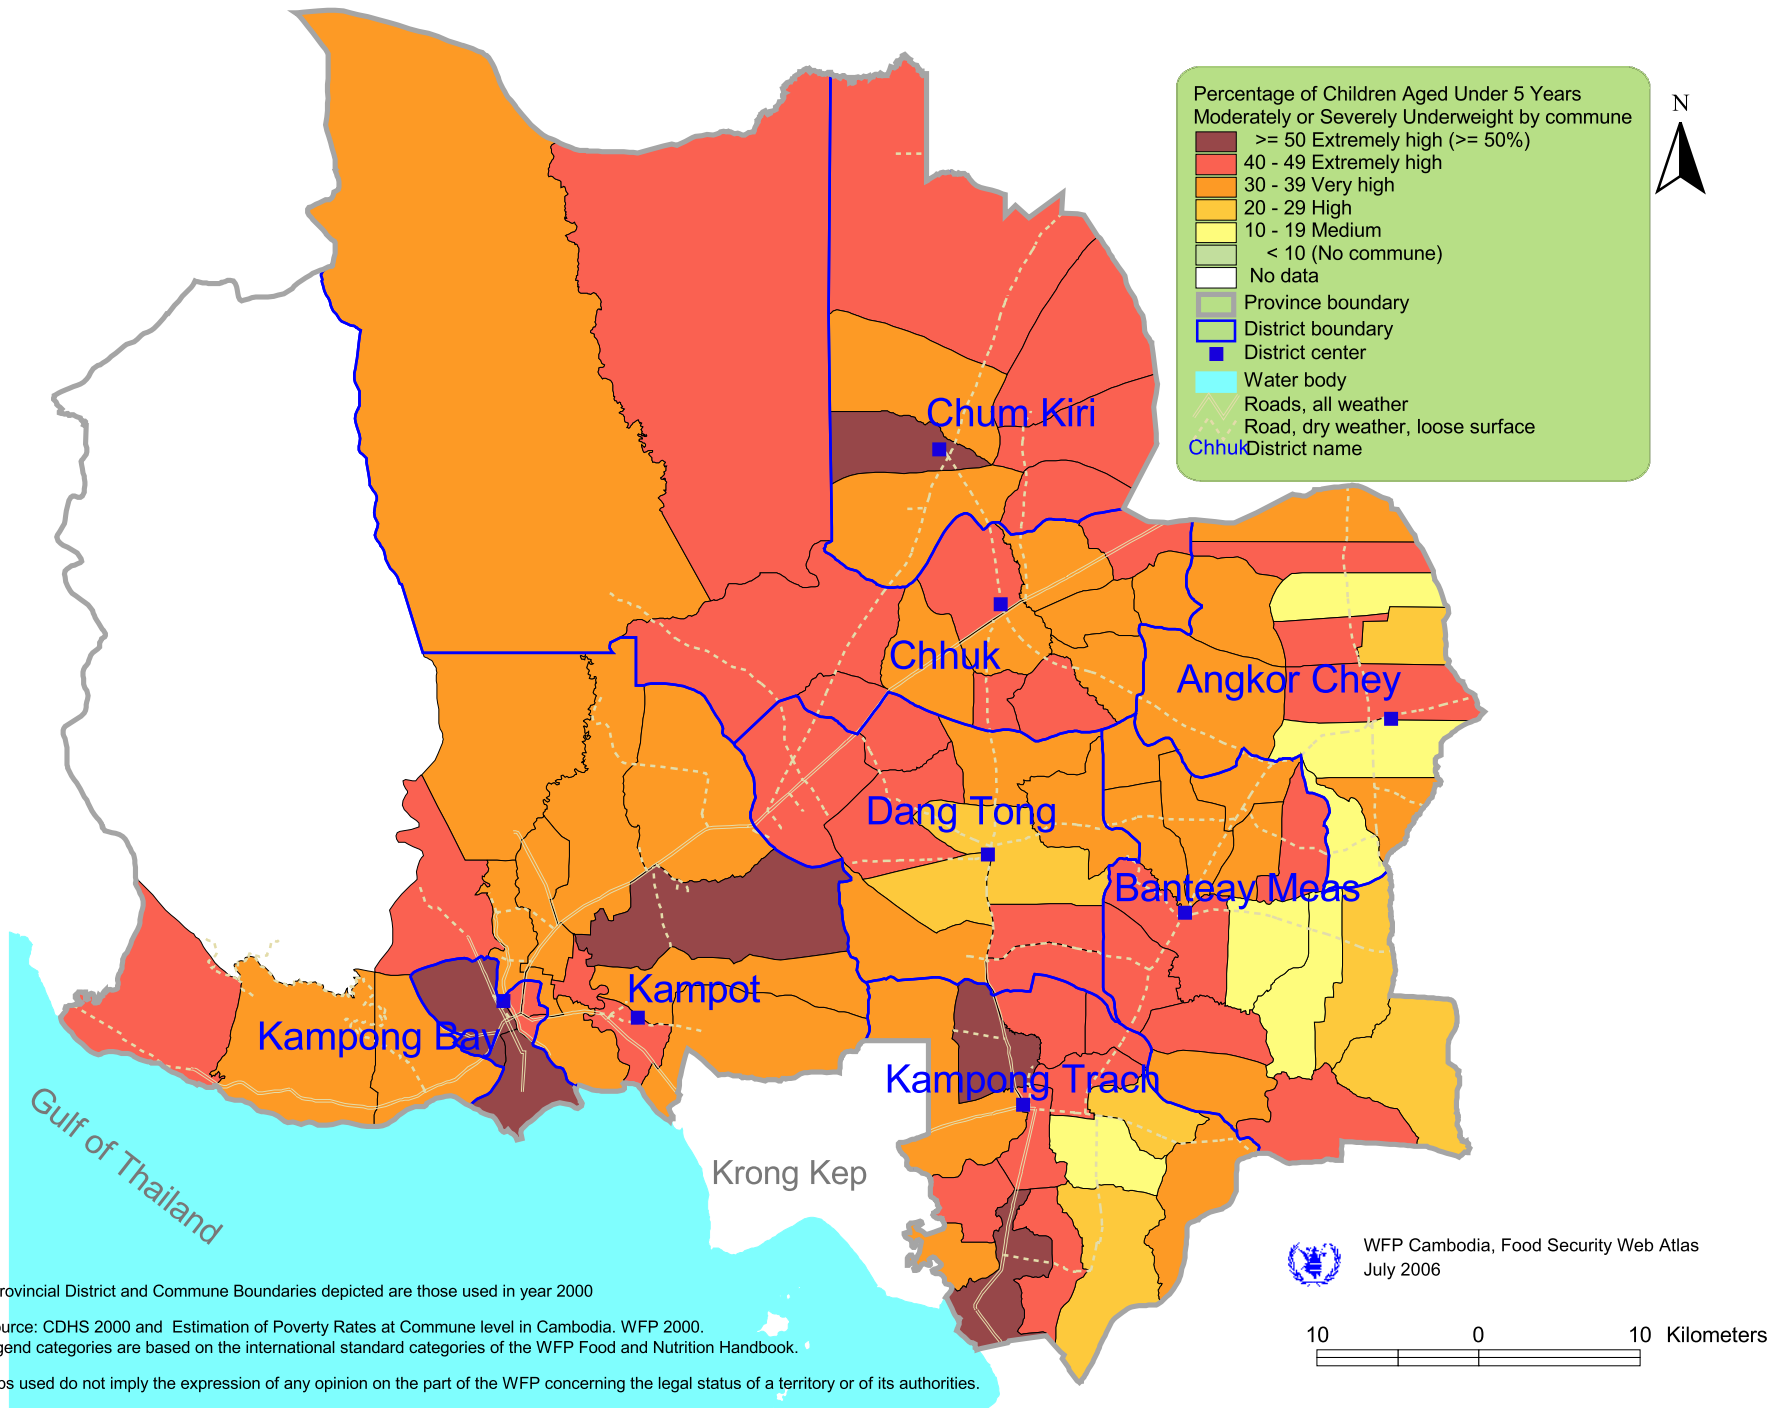 Percentage of Children Aged Under 5 Years
Moderately or Severely Underweight by commune
>= 50 Extremely high (>= 50%)
40 - 49 Extremely high
30 - 39 Very high
20 - 29 High
10 - 19 Medium
< 10 (No commune)
No data
Province boundary
District boundary
District center
Water body
Roads, all weather
Road, dry weather, loose surface
Chhuk District name
N
Chum Kiri
Chhuk
Angkor Chey
Dang Tong
Banteay Meas
Kampot
Kampong Bay
Kampong Trach
Gulf of Thailand
Krong Kep
WFP Cambodia, Food Security Web Atlas
July 2006
rovincial District and Commune Boundaries depicted are those used in year 2000
urce: CDHS 2000 and Estimation of Poverty Rates at Commune level in Cambodia. WFP 2000.
gend categories are based on the international standard categories of the WFP Food and Nutrition Handbook.
os used do not imply the expression of any opinion on the part of the WFP concerning the legal status of a territory or of its authorities.
10 0 10 Kilometers